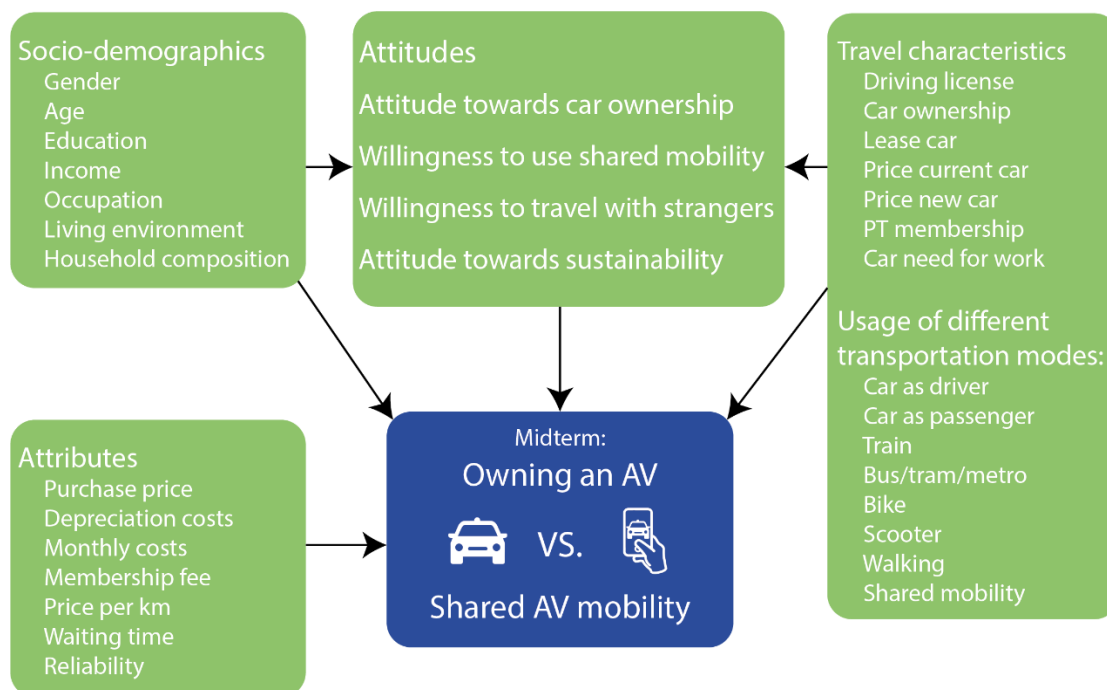 Socio-demographics
Gender
Age
Education
Income
Occupation
Living environment
Household composition
Attitudes
Attitude towards car ownership
Willingness to use shared mobility
Willingness to travel with strangers
Attitude towards sustainability
Travel characteristics
Driving license
Car ownership
Lease car
Price current car
Price new car
PT membership
Car need for work
Usage of different
transportation modes:
Car as driver
Car as passenger
Train
Bus/tram/metro
Bike
Scooter
Walking
Shared mobility
Attributes
Purchase price
Depreciation costs
Monthly costs
Membership fee
Price per km
Waiting time
Reliability
Midterm:
Owning an AV
VS.
Shared AV mobility